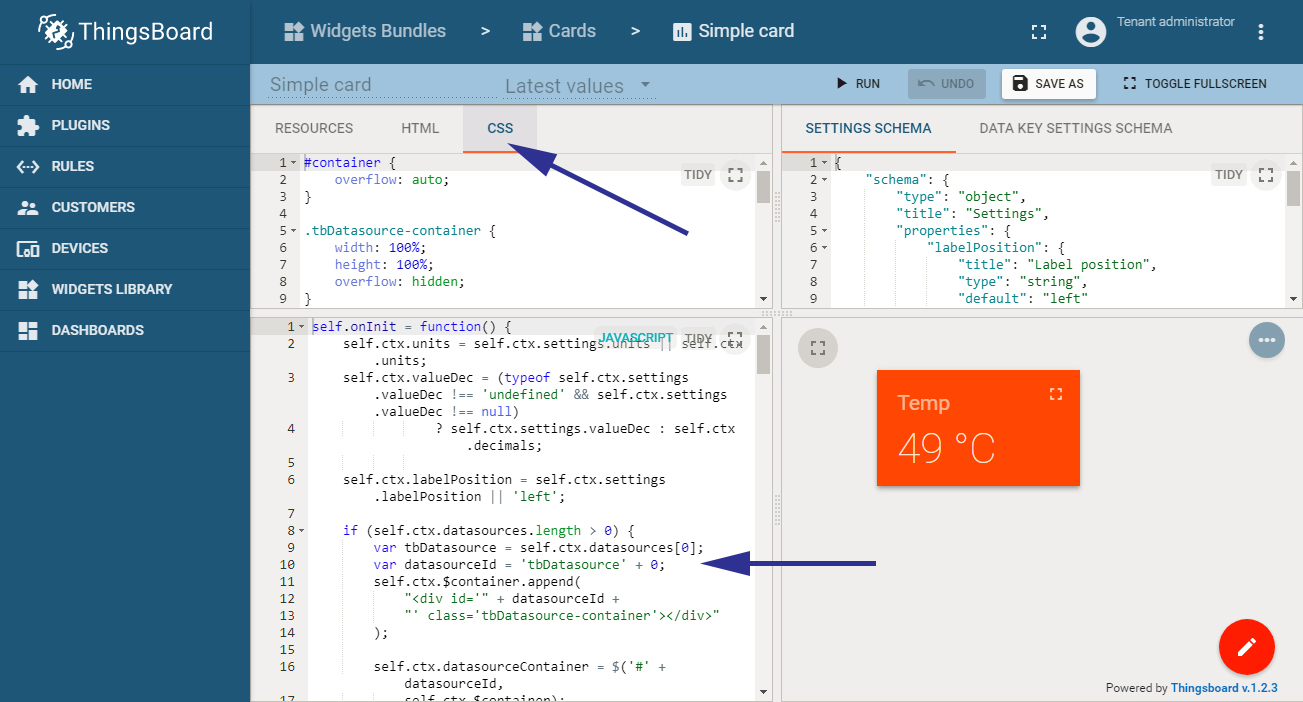 ThingsBoard
Widgets Bundles > Cards > Simple card
Tenant administrator
HOME
PLUGINS
RULES
CUSTOMERS
DEVICES
WIDGETS LIBRARY
DASHBOARDS
Simple card
Latest values
RUN
UNDO
SAVE AS
TOGGLE FULLSCREEN
RESOURCES
HTML
CSS
TIDY
1 #container {
2 overflow: auto;
3 }
4
5 .tbDatasource-container {
6 width: 100%;
7 height: 100%;
8 overflow: hidden;
9 }
SETTINGS SCHEMA
DATA KEY SETTINGS SCHEMA
TIDY
1 {
2 "schema": {
3 "type": "object",
4 "title": "Settings",
5 "properties": {
6 "labelPosition": {
7 "title": "Label position",
8 "type": "string",
9 "default": "left"
JAVASCRIPT
TIDY
1 self.onInit = function() {
2 self.ctx.units = self.ctx.settings.units || self.ctx
.units;
3 self.ctx.valueDec = (typeof self.ctx.settings
.valueDec !== 'undefined' && self.ctx.settings
.valueDec !== null)
4 ? self.ctx.settings.valueDec : self.ctx
.decimals;
5
6 self.ctx.labelPosition = self.ctx.settings
.labelPosition || 'left';
7
8 if (self.ctx.datasources.length > 0) {
9 var tbDatasource = self.ctx.datasources[0];
10 var datasourceId = 'tbDatasource' + 0;
11 self.ctx.$container.append(
12 "<div id='" + datasourceId +
13 "' class='tbDatasource-container'></div>"
14 );
15
16 self.ctx.datasourceContainer = $('#' +
datasourceId,
17 self.ctx.$container);
Temp
49 °C
Powered by Thingsboard v.1.2.3